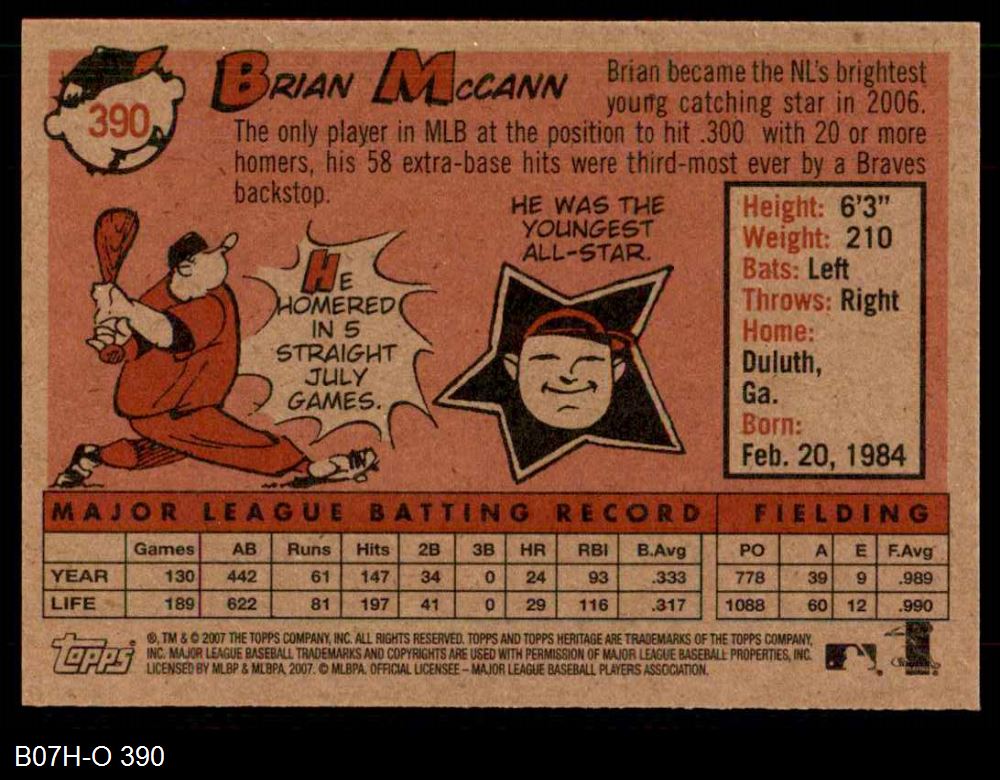 390
BRIAN MCCANN
Brian became the NL's brightest
young catching star in 2006.
The only player in MLB at the position to hit .300 with 20 or more
homers, his 58 extra-base hits were third-most ever by a Braves
backstop.
HE
HOMERED
IN 5
STRAIGHT
JULY
GAMES.
HE WAS THE
YOUNGEST
ALL-STAR.
Height: 6'3"
Weight: 210
Bats: Left
Throws: Right
Home:
Duluth,
Ga.
Born:
Feb. 20, 1984
MAJOR LEAGUE BATTING RECORD FIELDING
Games AB Runs Hits 2B 3B HR RBI B.Avg PO A E F.Avg
YEAR 130 442 61 147 34 0 24 93 .333 778 39 9 .989
LIFE 189 622 81 197 41 0 29 116 .317 1088 60 12 .990
Topps
®, TM & © 2007 THE TOPPS COMPANY, INC. ALL RIGHTS RESERVED. TOPPS AND TOPPS HERITAGE ARE TRADEMARKS OF THE TOPPS COMPANY,
INC. MAJOR LEAGUE BASEBALL TRADEMARKS AND COPYRIGHTS ARE USED WITH PERMISSION OF MAJOR LEAGUE BASEBALL PROPERTIES, INC.
LICENSED BY MLBP & MLBPA, 2007. © MLBPA. OFFICIAL LICENSEE – MAJOR LEAGUE BASEBALL PLAYERS ASSOCIATION.
B07H-O 390